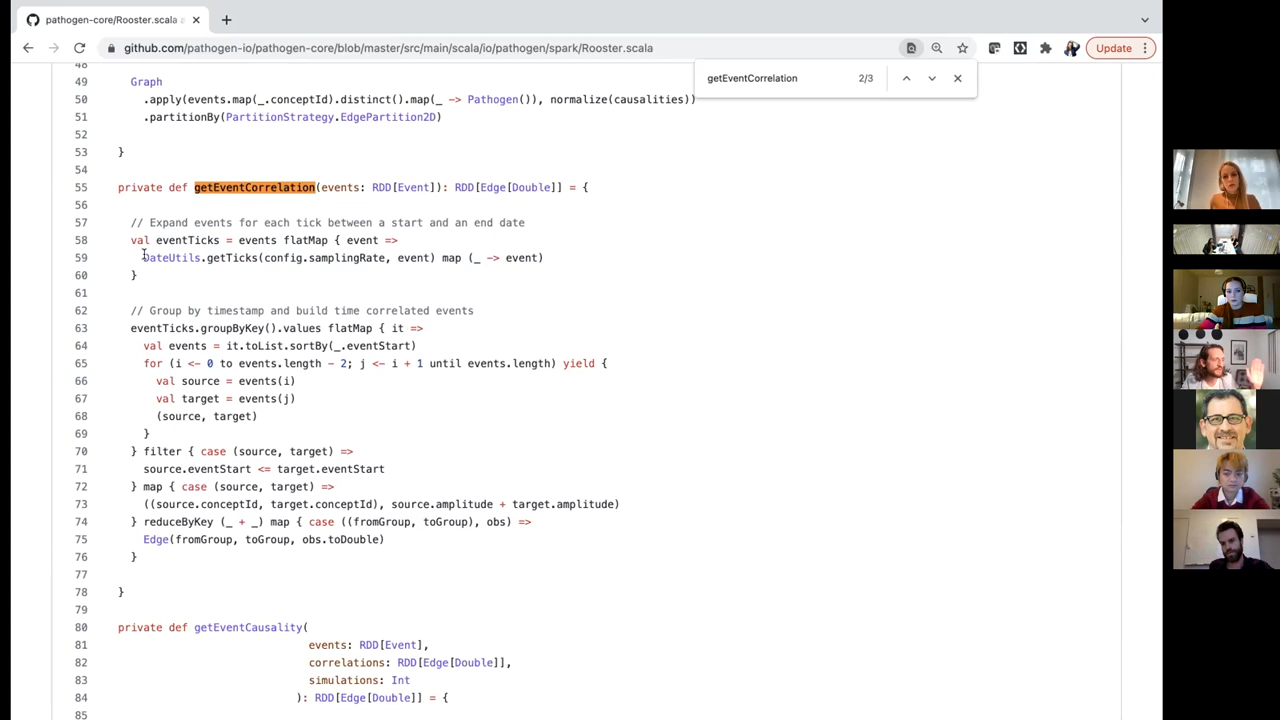 pathogen-core/Rooster.scala
github.com/pathogen-io/pathogen-core/blob/master/src/main/scala/io/pathogen/spark/Rooster.scala
Update
getEventCorrelation 2/3
48
49 Graph
50 .apply(events.map(_.conceptId).distinct().map(_ -> Pathogen()), normalize(causalities))
51 .partitionBy(PartitionStrategy.EdgePartition2D)
52
53 }
54
55 private def getEventCorrelation(events: RDD[Event]): RDD[Edge[Double]] = {
56
57 // Expand events for each tick between a start and an end date
58 val eventTicks = events flatMap { event =>
59 DateUtils.getTicks(config.samplingRate, event) map (_ -> event)
60 }
61
62 // Group by timestamp and build time correlated events
63 eventTicks.groupByKey().values flatMap { it =>
64 val events = it.toList.sortBy(_.eventStart)
65 for (i <- 0 to events.length - 2; j <- i + 1 until events.length) yield {
66 val source = events(i)
67 val target = events(j)
68 (source, target)
69 }
70 } filter { case (source, target) =>
71 source.eventStart <= target.eventStart
72 } map { case (source, target) =>
73 ((source.conceptId, target.conceptId), source.amplitude + target.amplitude)
74 } reduceByKey (_ + _) map { case ((fromGroup, toGroup), obs) =>
75 Edge(fromGroup, toGroup, obs.toDouble)
76 }
77
78 }
79
80 private def getEventCausality(
81 events: RDD[Event],
82 correlations: RDD[Edge[Double]],
83 simulations: Int
84 ): RDD[Edge[Double]] = {
85